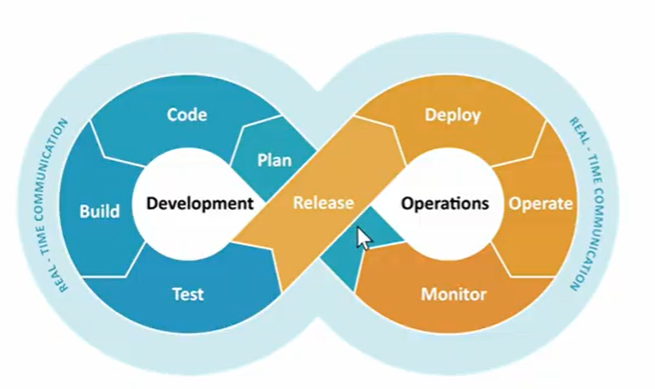 REAL - TIME COMMUNICATION
Code
Plan
Development
Build
Test
Release
Deploy
Operations
Operate
Monitor
REAL - TIME COMMUNICATION